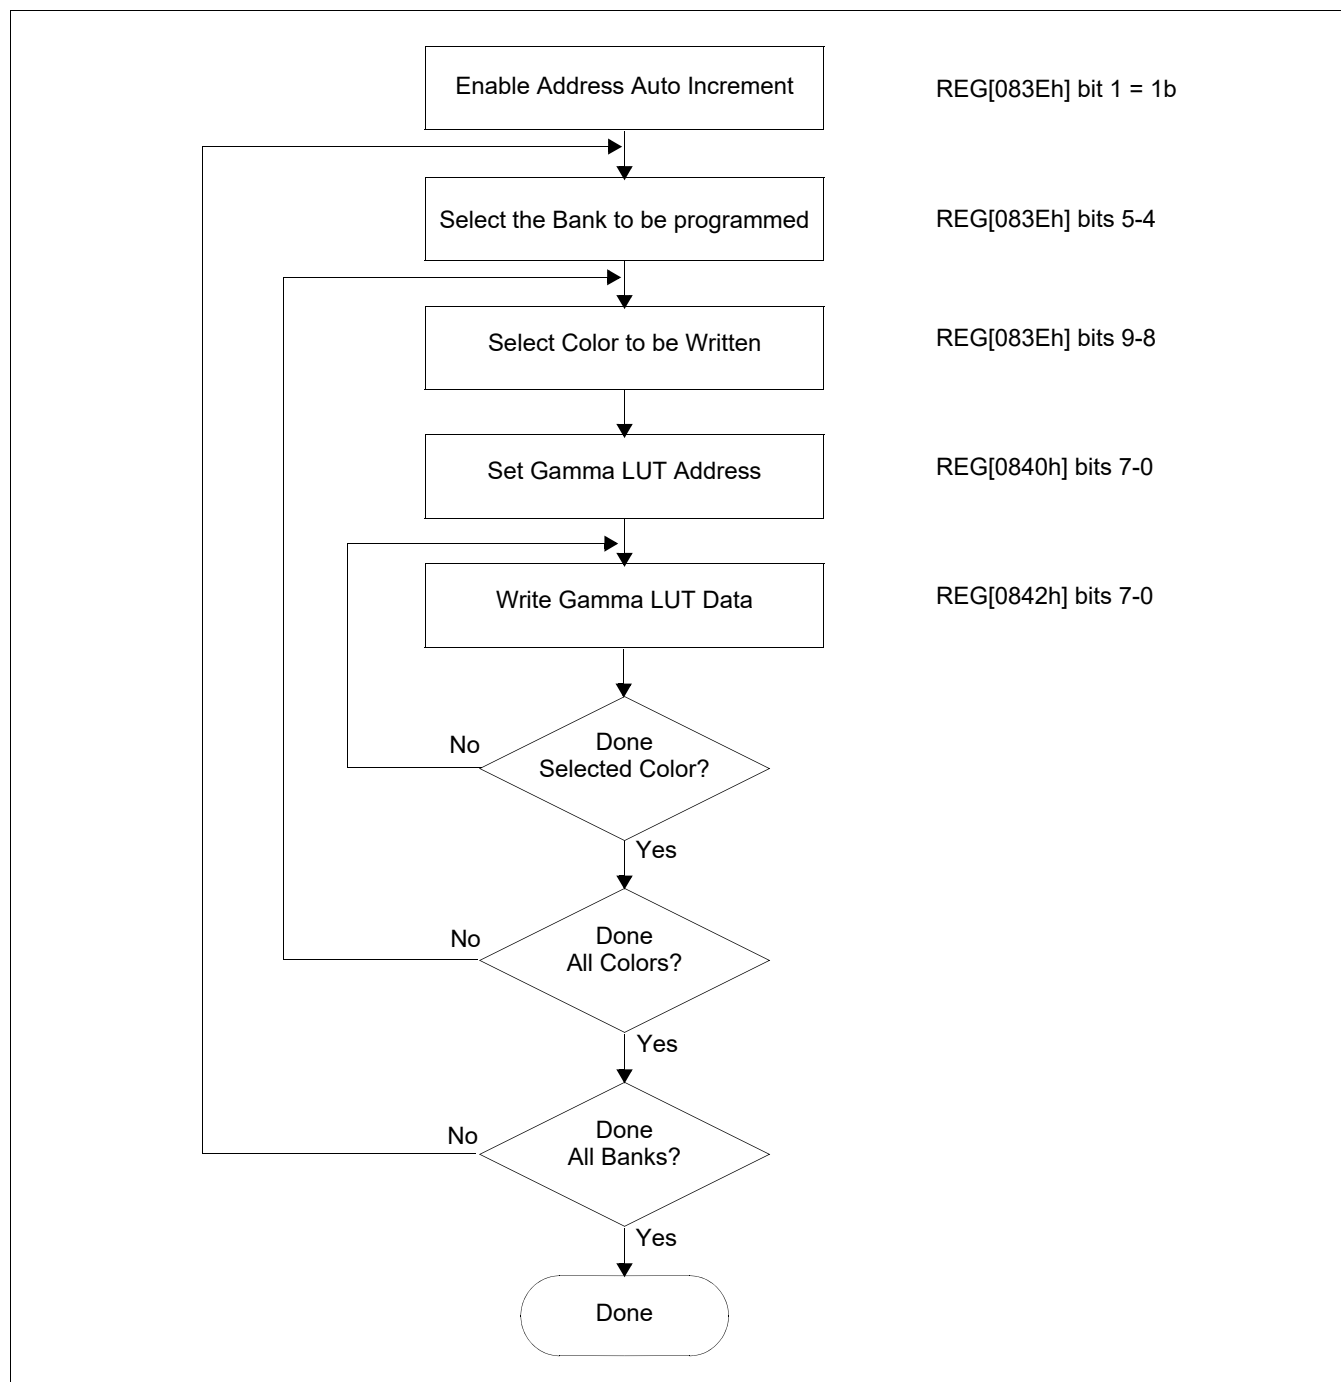 Enable Address Auto Increment
REG[083Eh] bit 1 = 1b
Select the Bank to be programmed
REG[083Eh] bits 5-4
Select Color to be Written
REG[083Eh] bits 9-8
Set Gamma LUT Address
REG[0840h] bits 7-0
Write Gamma LUT Data
REG[0842h] bits 7-0
No
Done
Selected Color?
Yes
No
Done
All Colors?
Yes
No
Done
All Banks?
Yes
Done